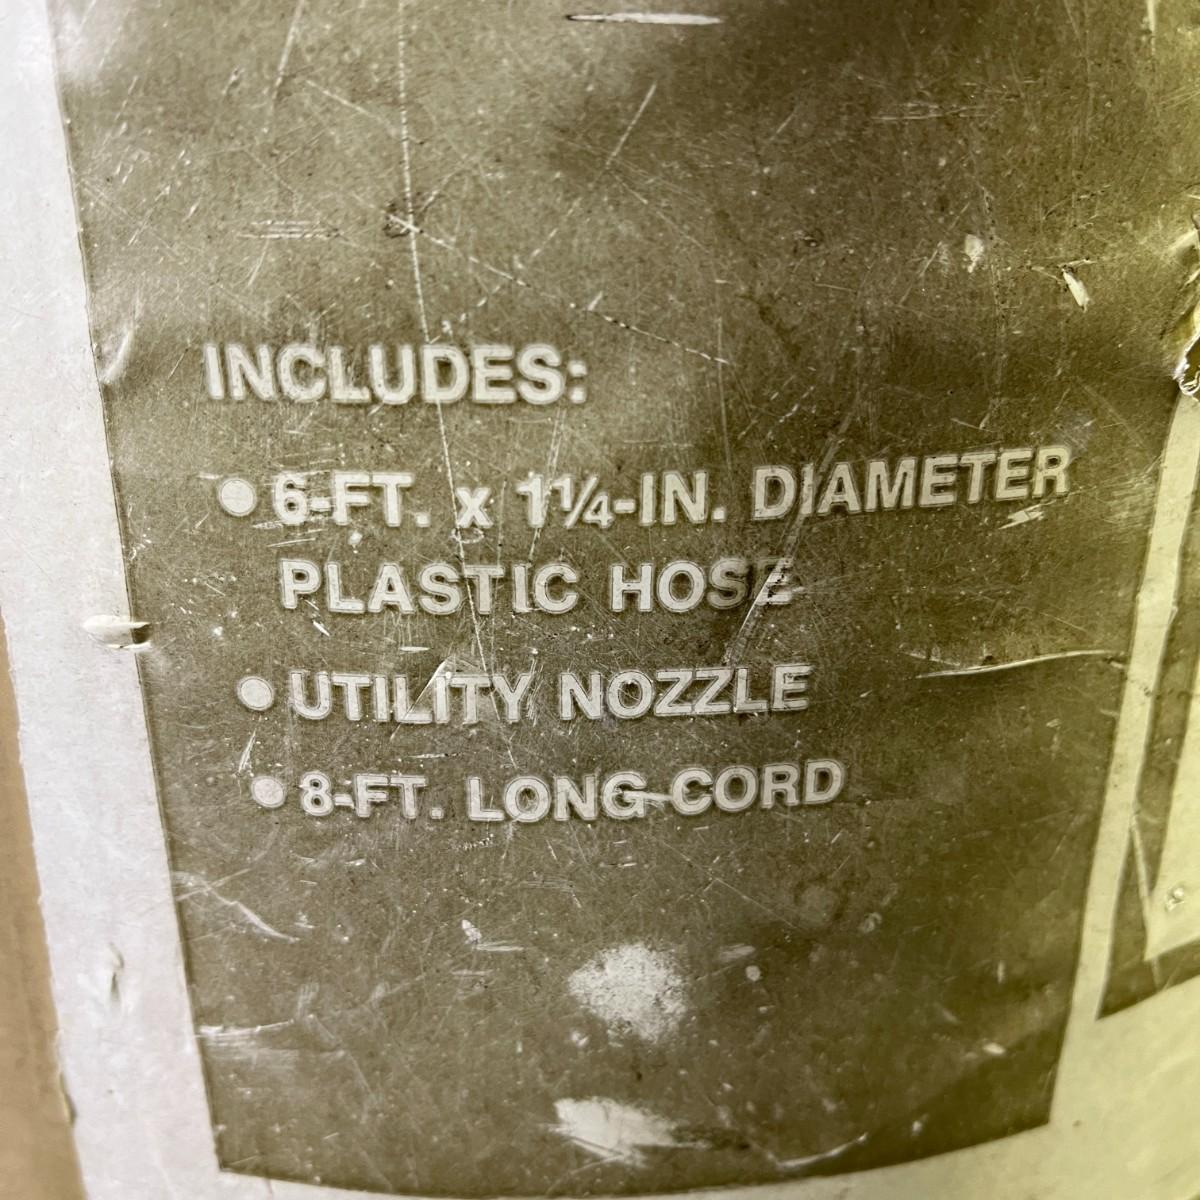 INCLUDES:
• 6-FT. x 1¼-IN. DIAMETER
PLASTIC HOSE
• UTILITY NOZZLE
• 8-FT. LONG CORD